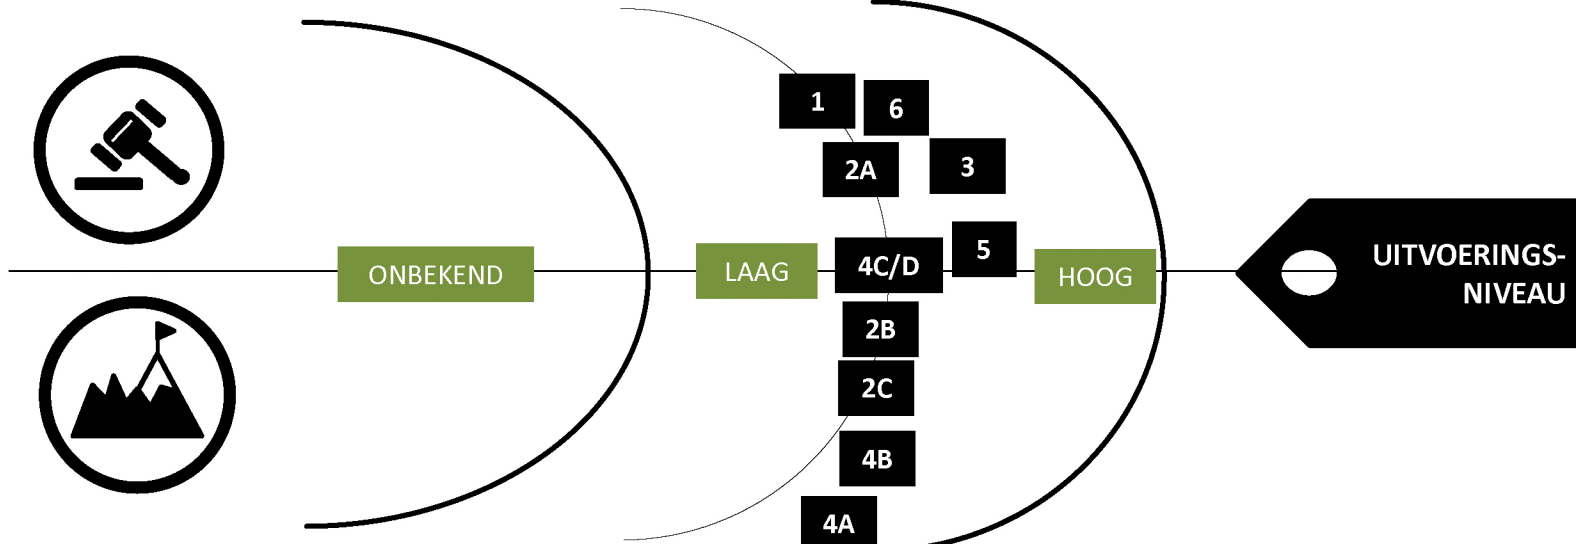 1
6
2A
3
ONBEKEND
LAAG
4C/D
5
HOOG
UITVOERINGS-
NIVEAU
2B
2C
4B
4A